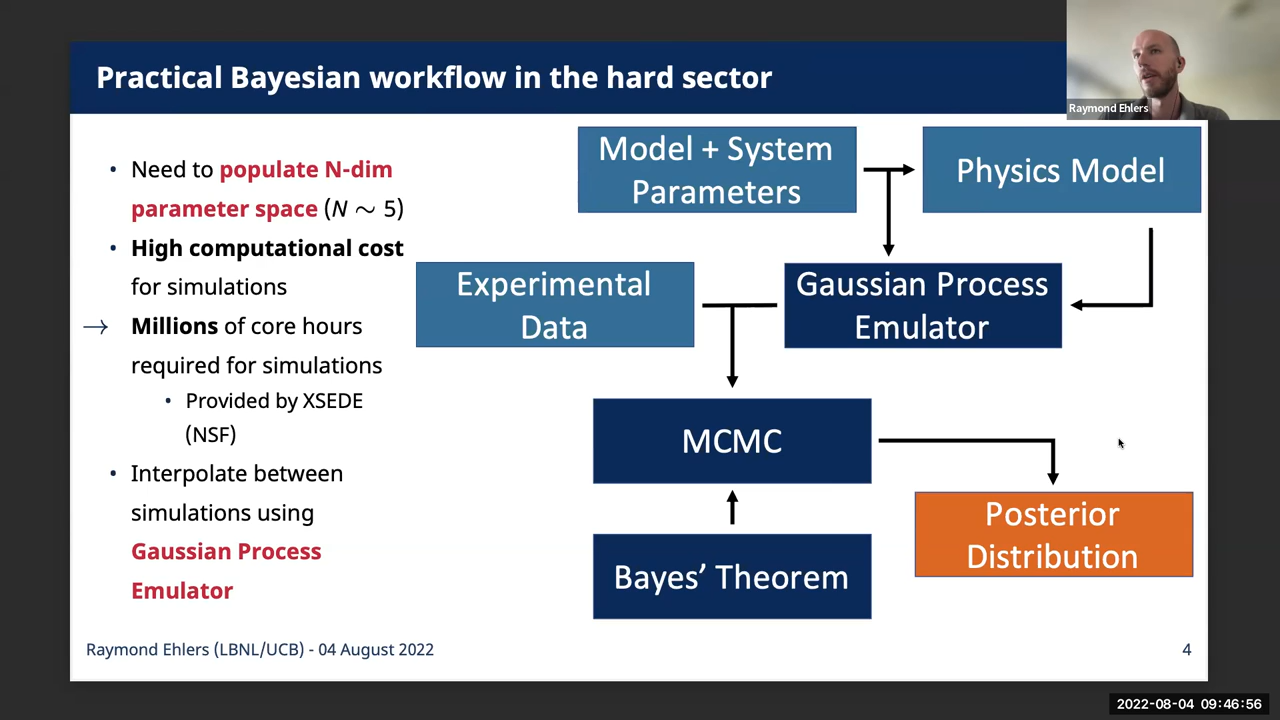 Practical Bayesian workflow in the hard sector
Raymond Ehlers
• Need to populate N-dim
parameter space (N ∼ 5)
• High computational cost
for simulations
→ Millions of core hours
required for simulations
• Provided by XSEDE
(NSF)
• Interpolate between
simulations using
Gaussian Process
Emulator
Model + System
Parameters
Physics Model
Experimental
Data
Gaussian Process
Emulator
MCMC
Bayes’ Theorem
Posterior
Distribution
Raymond Ehlers (LBNL/UCB) - 04 August 2022
4
2022-08-04 09:46:56